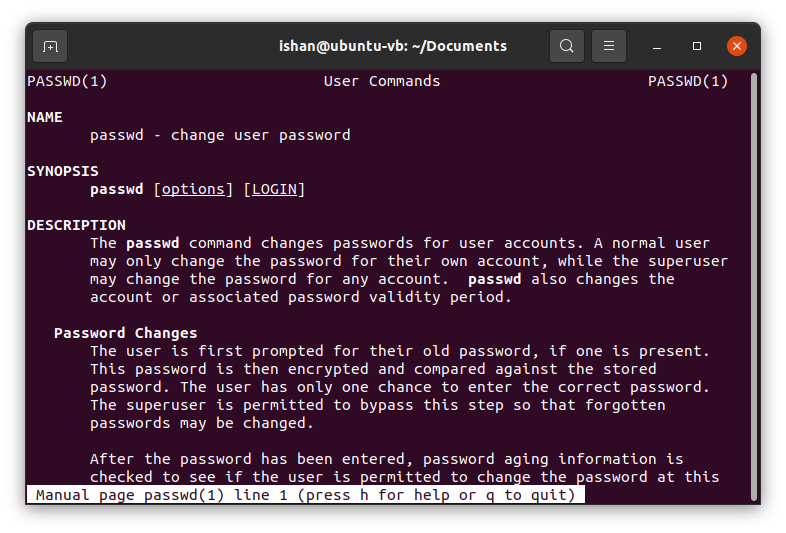 ishan@ubuntu-vb: ~/Documents
PASSWD(1) User Commands PASSWD(1)
NAME
passwd - change user password
SYNOPSIS
passwd [options] [LOGIN]
DESCRIPTION
The passwd command changes passwords for user accounts. A normal user
may only change the password for their own account, while the superuser
may change the password for any account. passwd also changes the
account or associated password validity period.
Password Changes
The user is first prompted for their old password, if one is present.
This password is then encrypted and compared against the stored
password. The user has only one chance to enter the correct password.
The superuser is permitted to bypass this step so that forgotten
passwords may be changed.
After the password has been entered, password aging information is
checked to see if the user is permitted to change the password at this
Manual page passwd(1) line 1 (press h for help or q to quit)